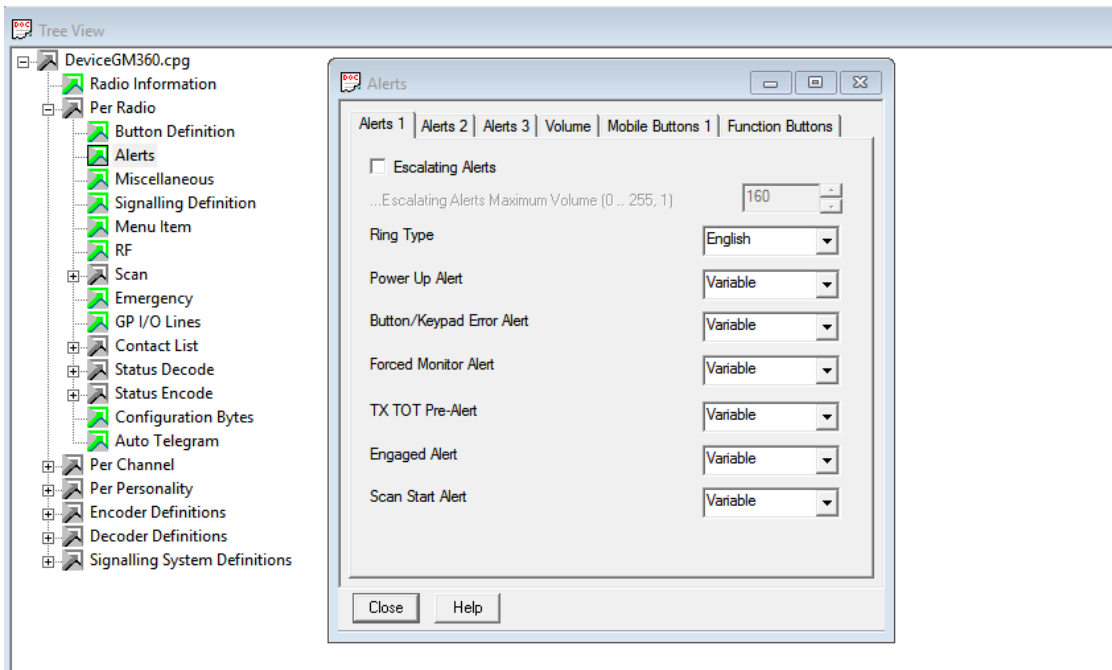 Tree View
DeviceGM360.cpg
Radio Information
Per Radio
Button Definition
Alerts
Miscellaneous
Signalling Definition
Menu Item
RF
Scan
Emergency
GP I/O Lines
Contact List
Status Decode
Status Encode
Configuration Bytes
Auto Telegram
Per Channel
Per Personality
Encoder Definitions
Decoder Definitions
Signalling System Definitions
Alerts
Alerts 1 Alerts 2 Alerts 3 Volume Mobile Buttons 1 Function Buttons
Escalating Alerts
...Escalating Alerts Maximum Volume (0 .. 255, 1) 160
Ring Type English
Power Up Alert Variable
Button/Keypad Error Alert Variable
Forced Monitor Alert Variable
TX TOT Pre-Alert Variable
Engaged Alert Variable
Scan Start Alert Variable
Close Help